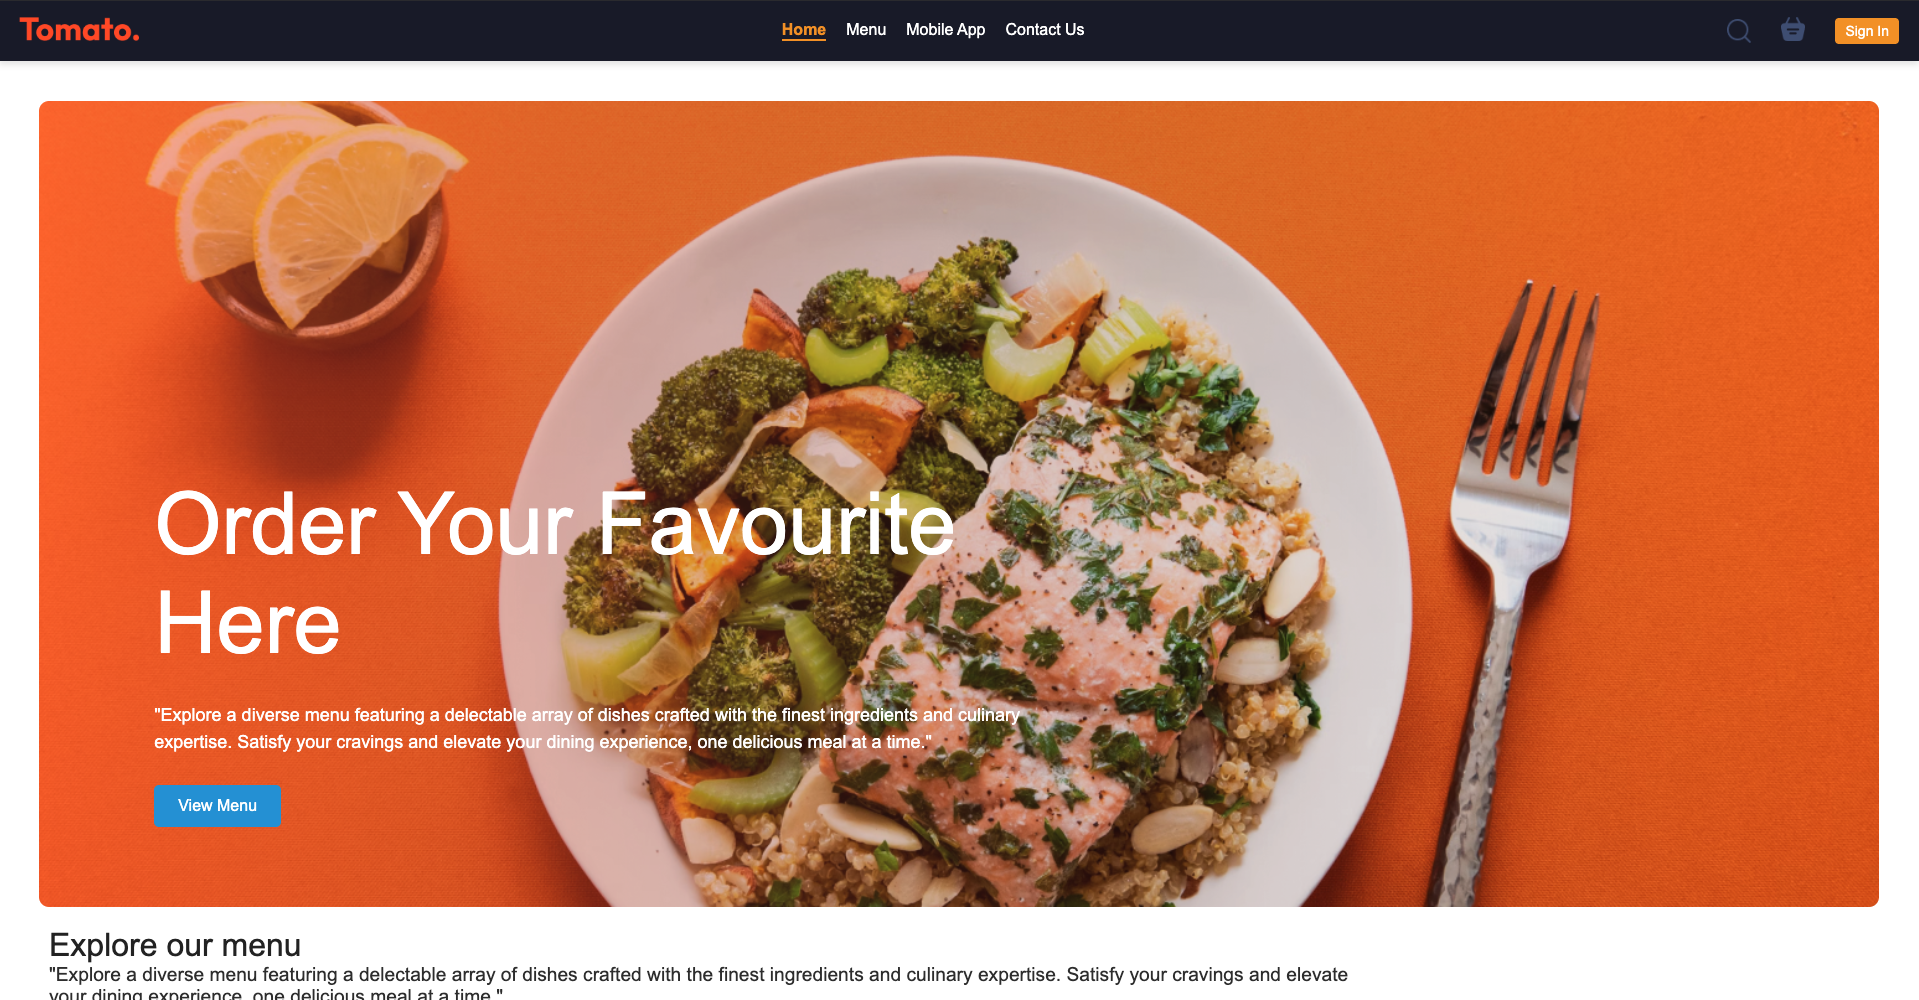 Tomato.
Home Menu Mobile App Contact Us
Sign In
Order Your Favourite
Here
"Explore a diverse menu featuring a delectable array of dishes crafted with the finest ingredients and culinary
expertise. Satisfy your cravings and elevate your dining experience, one delicious meal at a time."
View Menu
Explore our menu
"Explore a diverse menu featuring a delectable array of dishes crafted with the finest ingredients and culinary expertise. Satisfy your cravings and elevate
your dining experience, one delicious meal at a time."